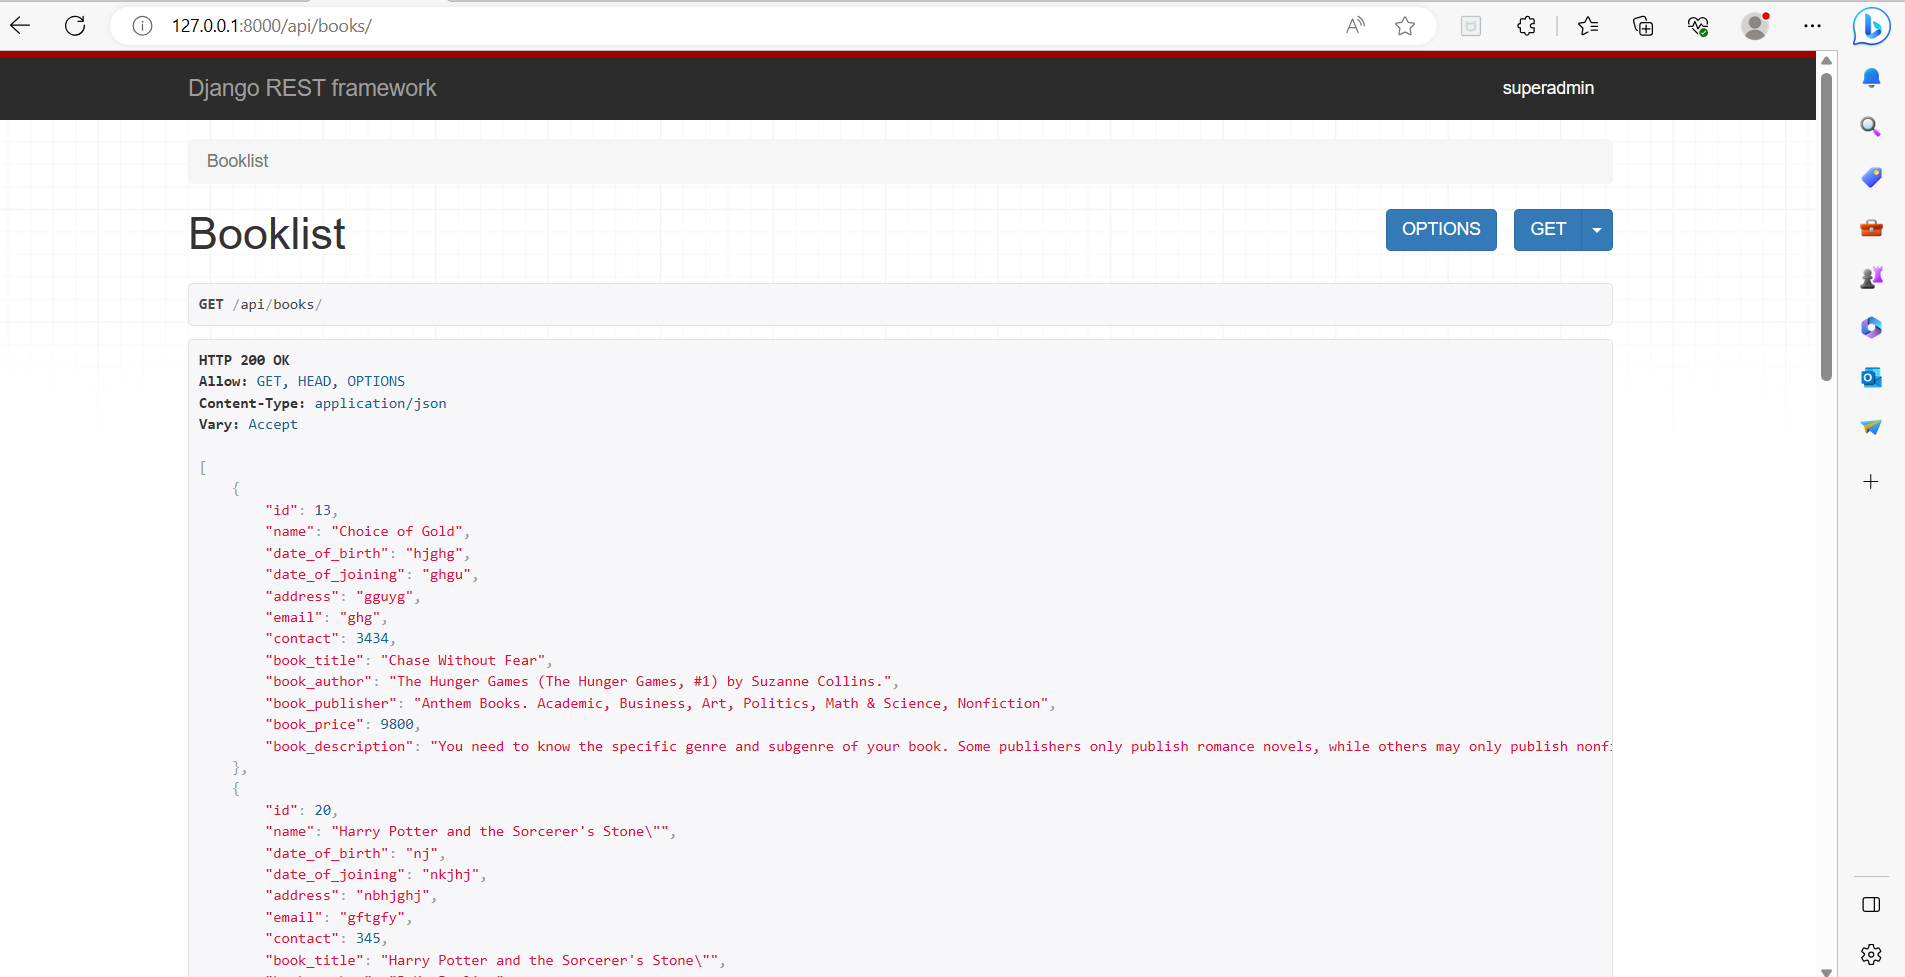 127.0.0.1:8000/api/books/
Django REST framework
superadmin
Booklist
Booklist
OPTIONS
GET
GET /api/books/
HTTP 200 OK
Allow: GET, HEAD, OPTIONS
Content-Type: application/json
Vary: Accept
[
{
"id": 13,
"name": "Choice of Gold",
"date_of_birth": "hjghg",
"date_of_joining": "ghgu",
"address": "gguyg",
"email": "ghg",
"contact": 3434,
"book_title": "Chase Without Fear",
"book_author": "The Hunger Games (The Hunger Games, #1) by Suzanne Collins.",
"book_publisher": "Anthem Books. Academic, Business, Art, Politics, Math & Science, Nonfiction",
"book_price": 9800,
"book_description": "You need to know the specific genre and subgenre of your book. Some publishers only publish romance novels, while others may only publish nonfi
},
{
"id": 20,
"name": "Harry Potter and the Sorcerer's Stone\"",
"date_of_birth": "nj",
"date_of_joining": "nkjhj",
"address": "nbhjghj",
"email": "gftgfy",
"contact": 345,
"book_title": "Harry Potter and the Sorcerer's Stone\"",